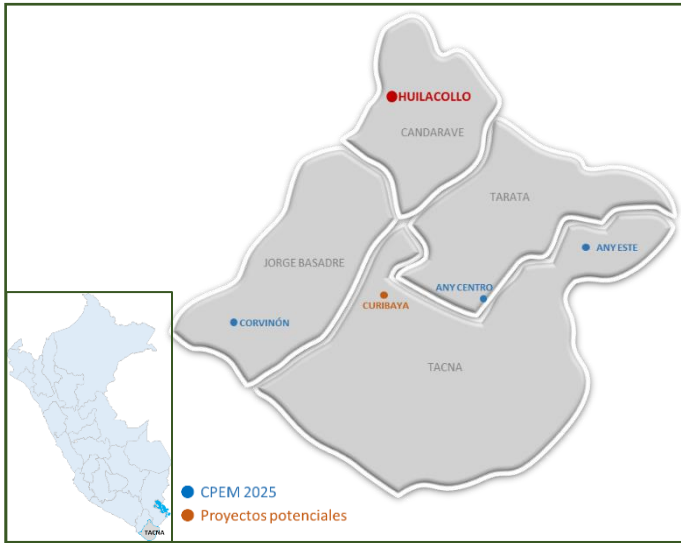 HUILACOLLO
CANDARAVE
TARATA
ANY ESTE
JORGE BASADRE
ANY CENTRO
CURIBAYA
CORVINÓN
TACNA
CPEM 2025
Proyectos potenciales
TACNA